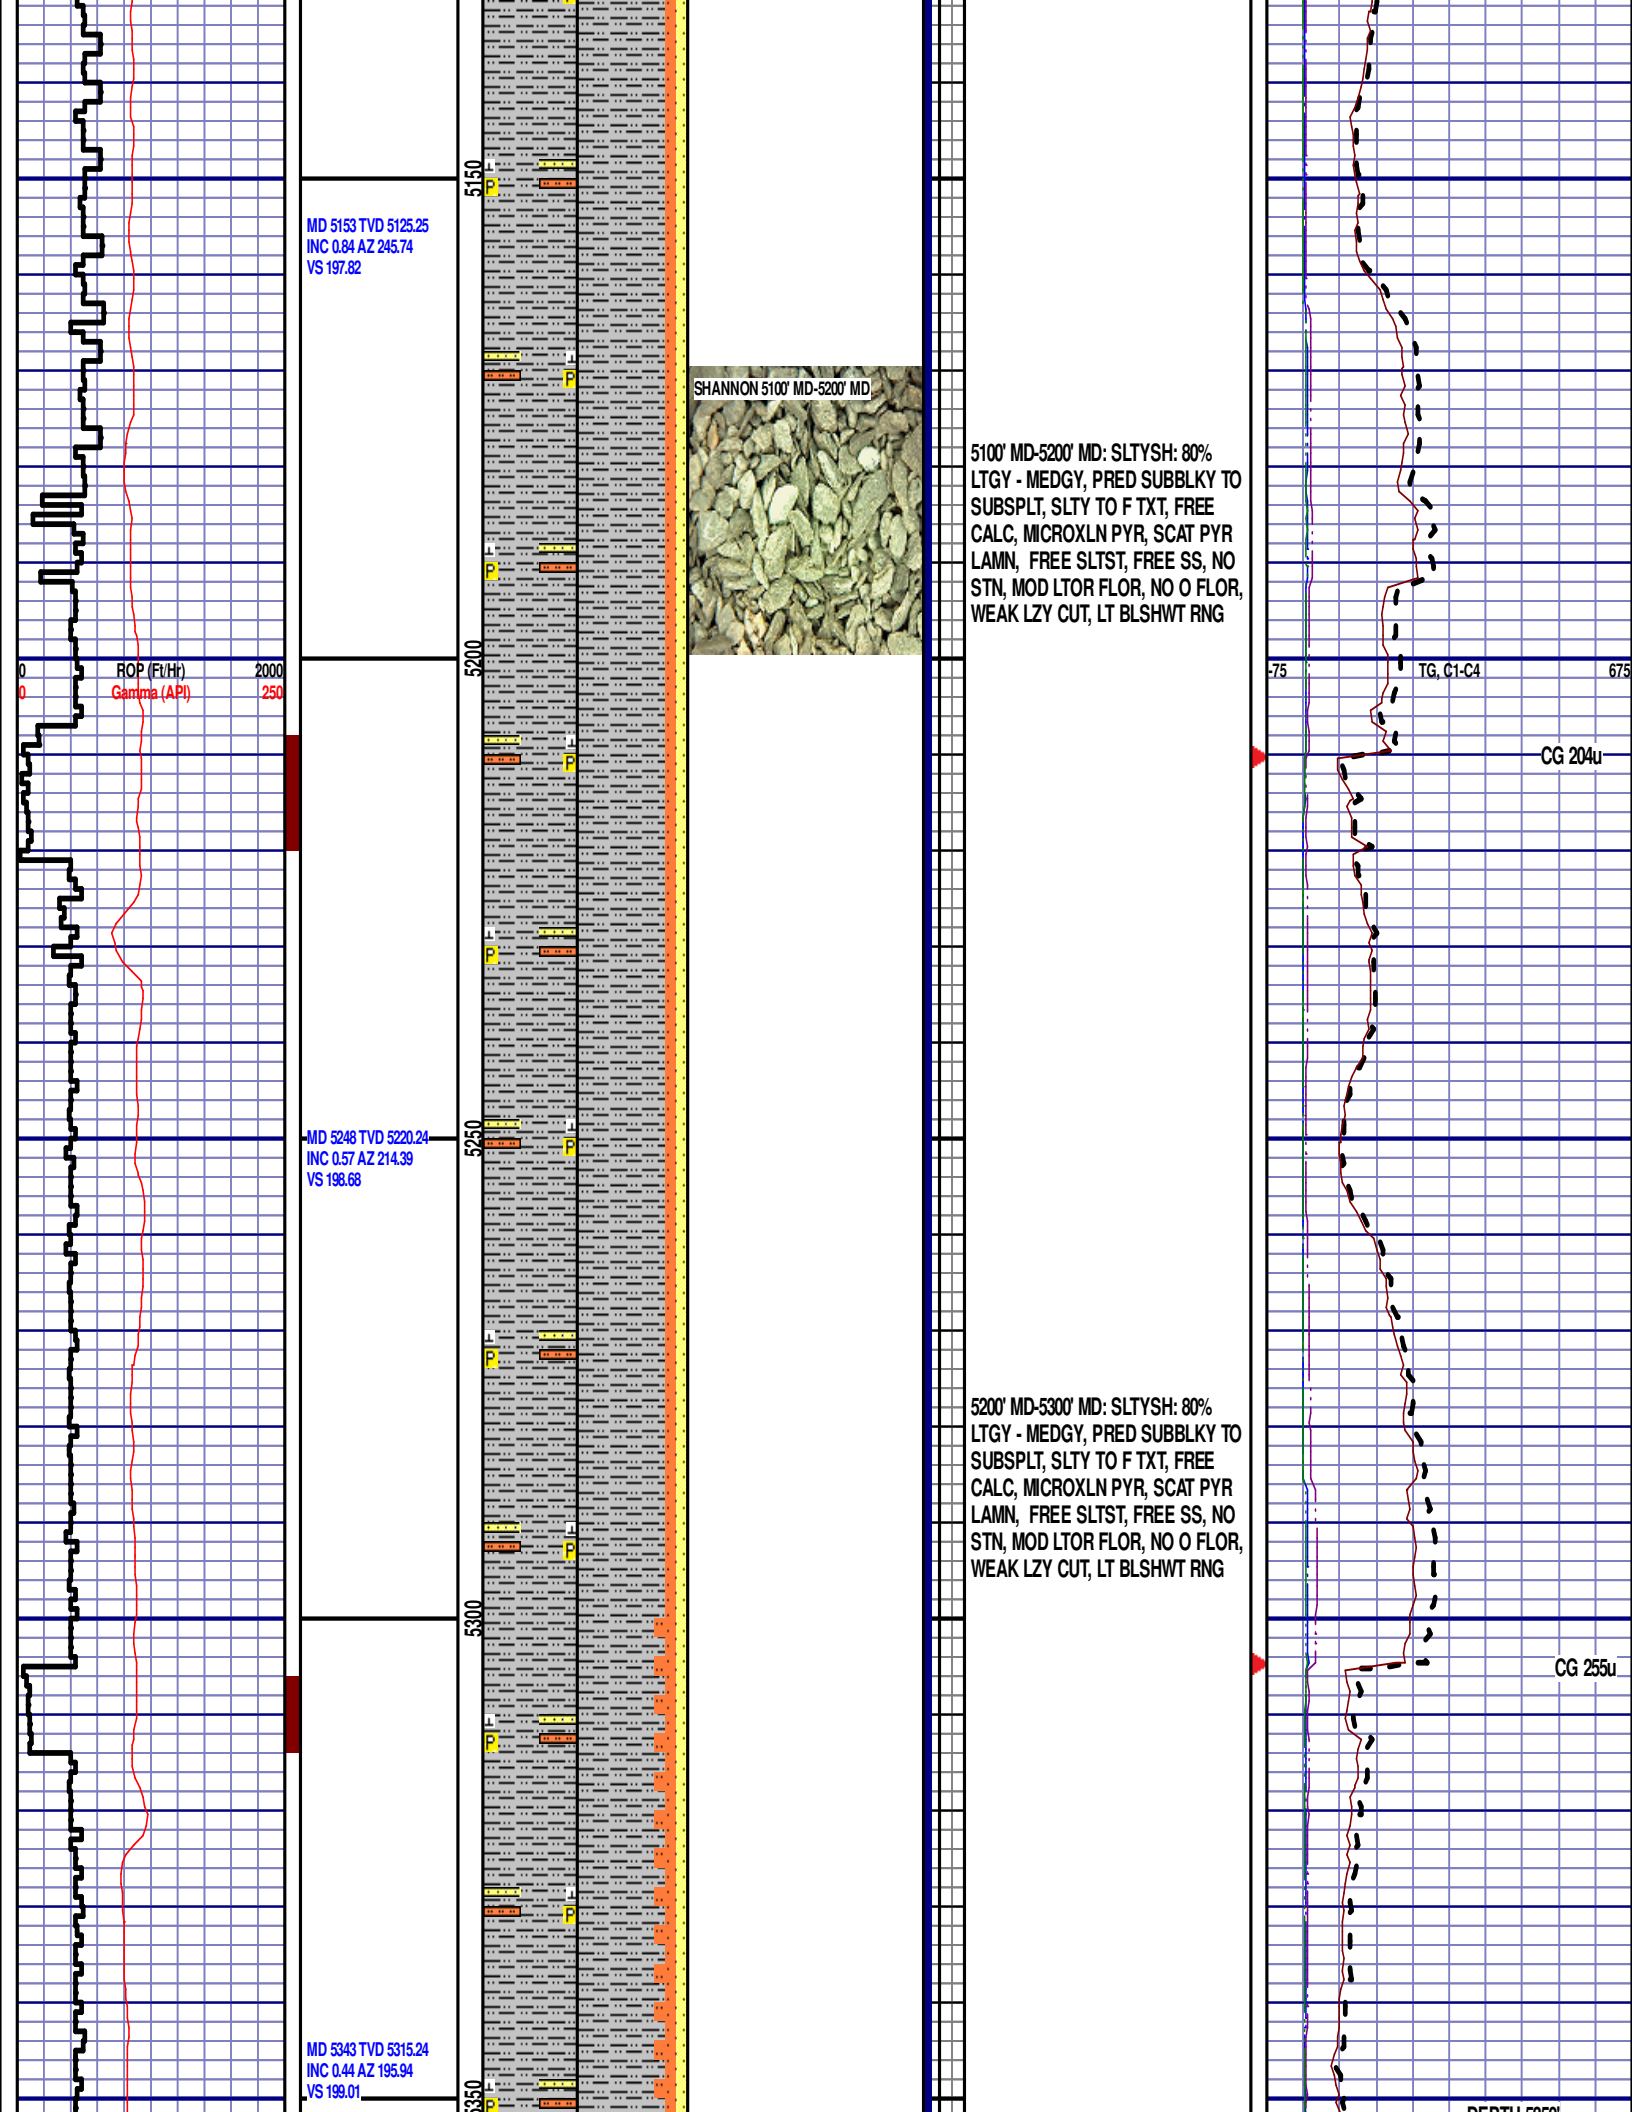 5150
MD 5153 TVD 5125.25
INC 0.84 AZ 245.74
VS 197.82
SHANNON 5100' MD-5200' MD
5100' MD-5200' MD: SLTYSH: 80%
LTGY - MEDGY, PRED SUBBLKY TO
SUBSPLT, SLTY TO F TXT, FREE
CALC, MICROXLN PYR, SCAT PYR
LAMN, FREE SLTST, FREE SS, NO
STN, MOD LTOR FLOR, NO O FLOR,
WEAK LZY CUT, LT BLSHWT RNG
5200
0 ROP (Ft/Hr) 2000
0 Gamma (API) 250
-75 TG, C1-C4 675
CG 204u
5250
MD 5248 TVD 5220.24
INC 0.57 AZ 214.39
VS 198.68
5200' MD-5300' MD: SLTYSH: 80%
LTGY - MEDGY, PRED SUBBLKY TO
SUBSPLT, SLTY TO F TXT, FREE
CALC, MICROXLN PYR, SCAT PYR
LAMN, FREE SLTST, FREE SS, NO
STN, MOD LTOR FLOR, NO O FLOR,
WEAK LZY CUT, LT BLSHWT RNG
5300
CG 255u
MD 5343 TVD 5315.24
INC 0.44 AZ 195.94
VS 199.01
5350